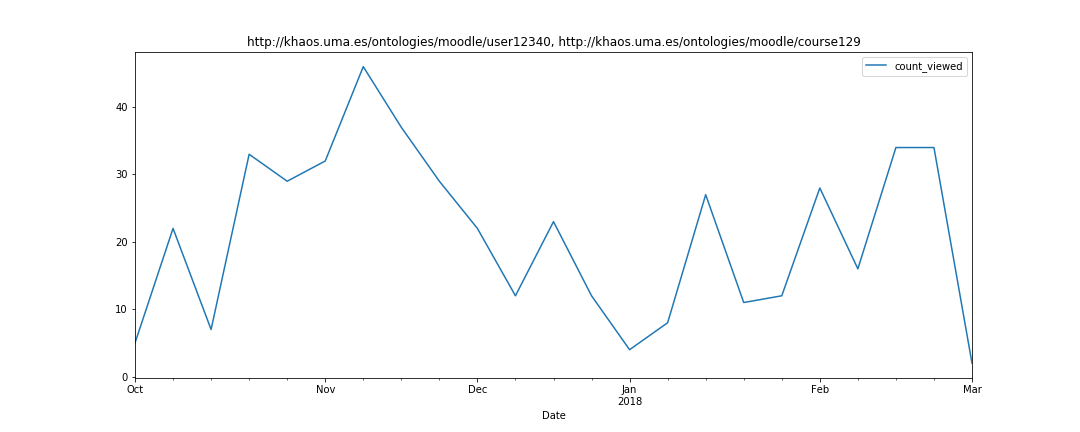 http://khaos.uma.es/ontologies/moodle/user12340, http://khaos.uma.es/ontologies/moodle/course129
count_viewed
40
30
20
10
0
Oct
Nov
Dec
Jan
2018
Feb
Mar
Date